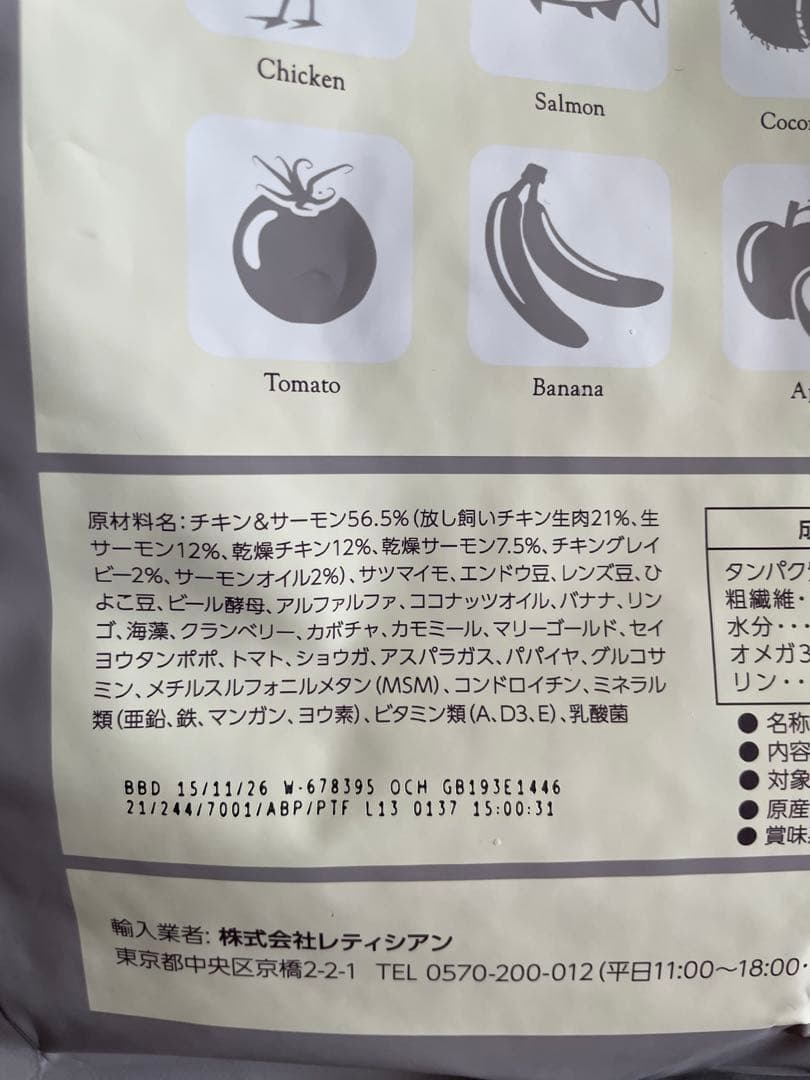 Chicken
Salmon
Tomato
Banana
原材料名:チキン&サーモン56.5%(放し飼いチキン生肉21%、生
サーモン12%、乾燥チキン12%、乾燥サーモン7.5%、チキングレイ
ビー2%、サーモンオイル2%)、サツマイモ、エンドウ豆、レンズ豆、ひ
よこ豆、ビール酵母、アルファルファ、ココナッツオイル、バナナ、リン
ゴ、海藻、クランベリー、カボチャ、カモミール、マリーゴールド、セイ
ヨウタンポポ、トマト、ショウガ、アスパラガス、パパイヤ、グルコサ
ミン、メチルスルフォニルメタン(MSM)、コンドロイチン、ミネラル
類(亜鉛、鉄、マンガン、ヨウ素)、ビタミン類(A、D3、E)、乳酸菌
タンパク
粗繊維・
水分・・・
オメガ3
リン・・
●名称
●内容
●対象
●原産
●賞味
BBD 15/11/26 W-678395 OCH GB193E1446
21/244/7001/ABP/PTF L13 0137 15:00:31
輸入業者: 株式会社レティシアン
東京都中央区京橋2-2-1 TEL 0570-200-012(平日11:00〜18:00・